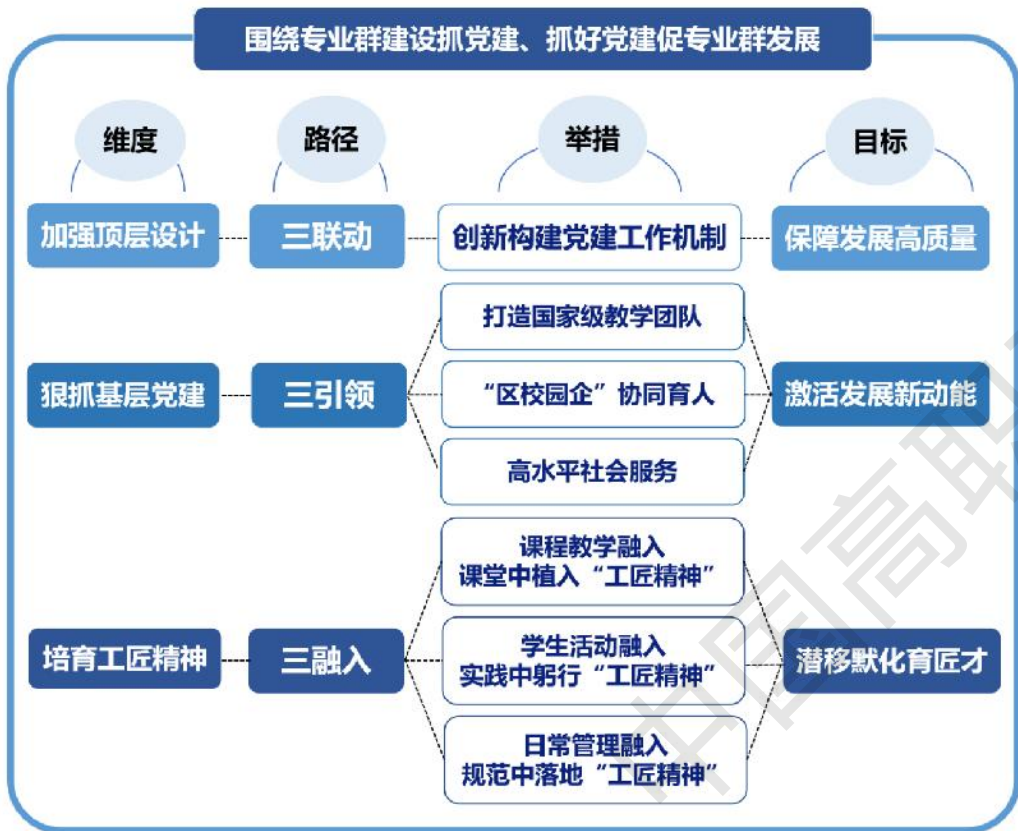 围绕专业群建设抓党建、抓好党建促专业群发展
维度
路径
举措
目标
加强顶层设计
三联动
创新构建党建工作机制
保障发展高质量
打造国家级教学团队
狠抓基层党建
三引领
“区校园企”协同育人
激活发展新动能
高水平社会服务
课程教学融入
课堂中植入“工匠精神”
培育工匠精神
三融入
学生活动融入
实践中躬行“工匠精神”
潜移默化育匠才
日常管理融入
规范中落地“工匠精神”
中国高职